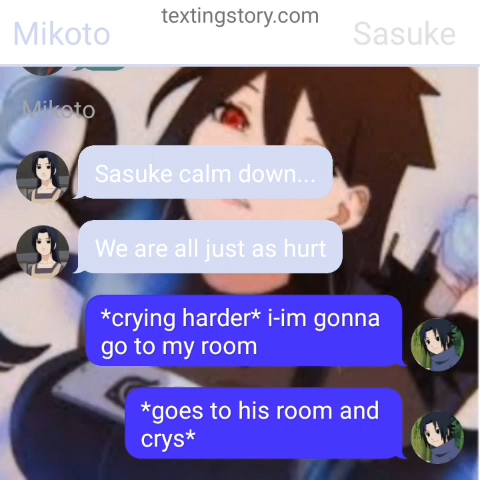 textingstory.com
Mikoto
Sasuke
Mikoto
Sasuke calm down...
We are all just as hurt
*crying harder* i-im gonna
go to my room
*goes to his room and
crys*